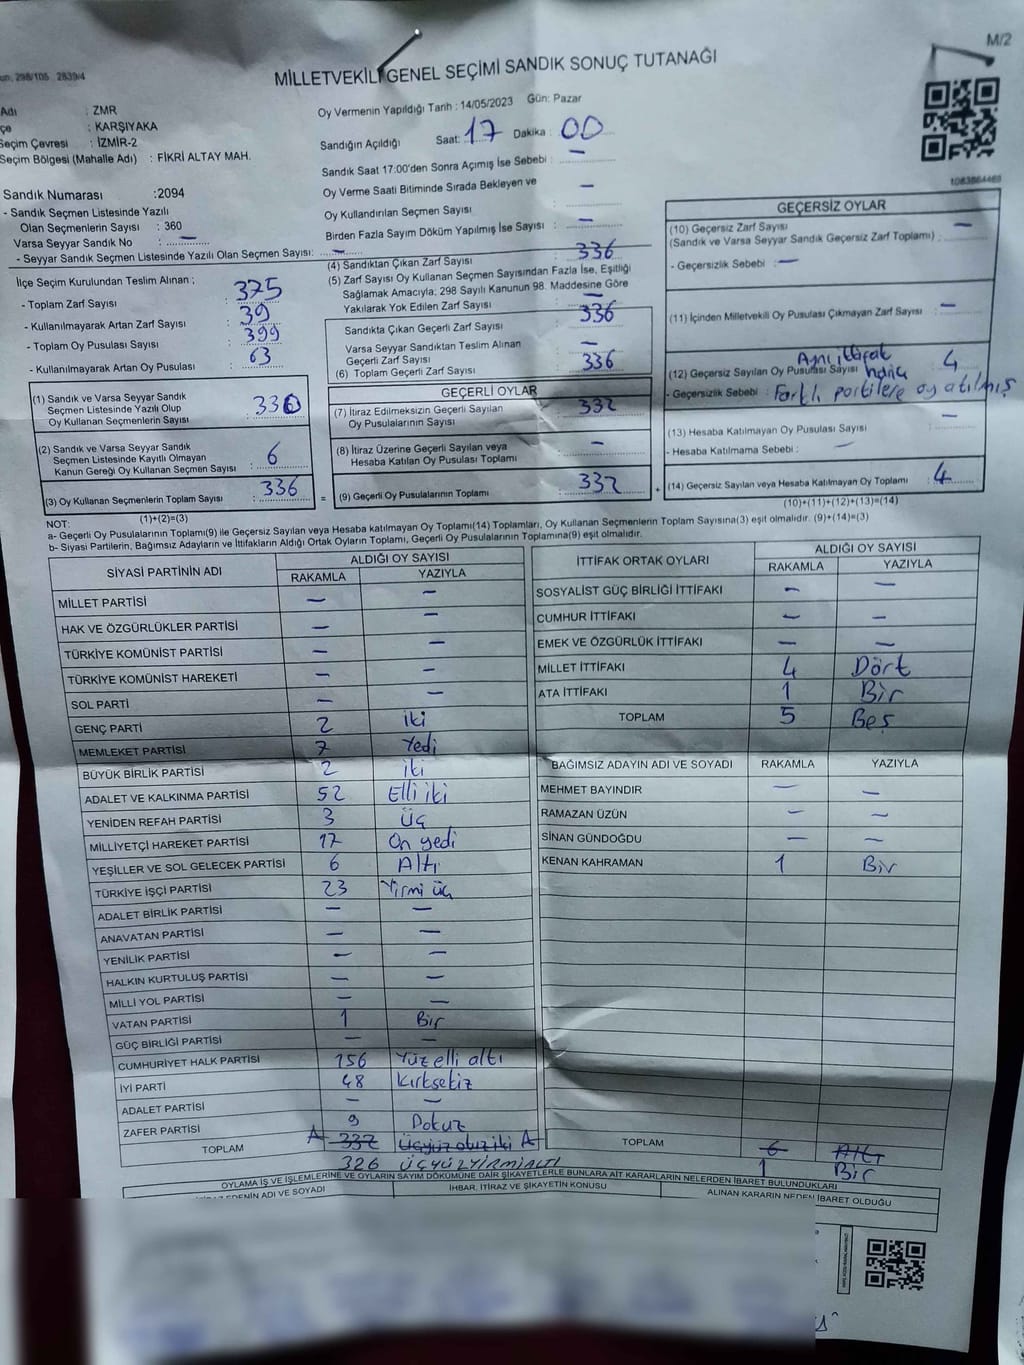 M/2
MİLLETVEKİLİ GENEL SEÇİMİ SANDIK SONUÇ TUTANAĞI
298/105 2839/4
Adı : ZMR
: KARŞIYAKA
Seçim Çevresi : İZMİR-2
Seçim Bölgesi (Mahalle Adı) : FİKRİ ALTAY MAH.
Oy Vermenin Yapıldığı Tarih : 14/05/2023 Gün: Pazar
Sandığın Açıldığı Saat: 17 Dakika : 00
Sandık Saat 17:00'den Sonra Açılmış İse Sebebi : —
Oy Verme Saati Bitiminde Sırada Bekleyen ve
Oy Kullandırılan Seçmen Sayısı : —
Birden Fazla Sayım Döküm Yapılmış İse Sayısı : —
Sandık Numarası :2094
- Sandık Seçmen Listesinde Yazılı
Olan Seçmenlerin Sayısı : 360
Varsa Seyyar Sandık No : —
- Seyyar Sandık Seçmen Listesinde Yazılı Olan Seçmen Sayısı: —
İlçe Seçim Kurulundan Teslim Alınan ;
- Toplam Zarf Sayısı : 375
- Kullanılmayarak Artan Zarf Sayısı : 39
- Toplam Oy Pusulası Sayısı : 399
- Kullanılmayarak Artan Oy Pusulası : 63
(4) Sandıktan Çıkan Zarf Sayısı : 336
(5) Zarf Sayısı Oy Kullanan Seçmen Sayısından Fazla İse, Eşitliği
Sağlamak Amacıyla; 298 Sayılı Kanunun 98. Maddesine Göre
Yakılarak Yok Edilen Zarf Sayısı : —
Sandıkta Çıkan Geçerli Zarf Sayısı : 336
Varsa Seyyar Sandıktan Teslim Alınan
Geçerli Zarf Sayısı : —
(6) Toplam Geçerli Zarf Sayısı : 336
GEÇERSİZ OYLAR
(10) Geçersiz Zarf Sayısı
(Sandık ve Varsa Seyyar Sandık Geçersiz Zarf Toplamı) : —
- Geçersizlik Sebebi : —
(11) İçinden Milletvekili Oy Pusulası Çıkmayan Zarf Sayısı : —
(12) Geçersiz Sayılan Oy Pusulası Sayısı : 4
- Geçersizlik Sebebi : Aynı ittifak Farklı partilere oy atılmış
(13) Hesaba Katılmayan Oy Pusulası Sayısı : —
- Hesaba Katılmama Sebebi : —
(14) Geçersiz Sayılan veya Hesaba Katılmayan Oy Toplamı : 4
(10)+(11)+(12)+(13)=(14)
(1) Sandık ve Varsa Seyyar Sandık
Seçmen Listesinde Yazılı Olup
Oy Kullanan Seçmenlerin Sayısı : 330
(2) Sandık ve Varsa Seyyar Sandık
Seçmen Listesinde Kayıtlı Olmayan
Kanun Gereği Oy Kullanan Seçmen Sayısı : 6
(3) Oy Kullanan Seçmenlerin Toplam Sayısı : 336
(1)+(2)=(3)
GEÇERLİ OYLAR
(7) İtiraz Edilmeksizin Geçerli Sayılan
Oy Pusulasının Sayısı : 332
(8) İtiraz Üzerine Geçerli Sayılan veya
Hesaba Katılan Oy Pusulası Toplamı : —
= (9) Geçerli Oy Pusulalarının Toplamı : 332 +
NOT:
a- Geçerli Oy Pusulalarının Toplamı(9) ile Geçersiz Sayılan veya Hesaba katılmayan Oy Toplamı(14) Toplamları, Oy Kullanan Seçmenlerin Toplam Sayısına(3) eşit olmalıdır. (9)+(14)=(3)
b- Siyasi Partilerin, Bağımsız Adayların ve İttifakların Aldığı Ortak Oyların Toplamı, Geçerli Oy Pusulalarının Toplamına(9) eşit olmalıdır.
SİYASİ PARTİNİN ADI ALDIĞI OY SAYISI
RAKAMLA YAZIYLA
MİLLET PARTİSİ — —
HAK VE ÖZGÜRLÜKLER PARTİSİ — —
TÜRKİYE KOMÜNİST PARTİSİ — —
TÜRKİYE KOMÜNİST HAREKETİ — —
SOL PARTİ — —
GENÇ PARTİ 2 iki
MEMLEKET PARTİSİ 7 Yedi
BÜYÜK BİRLİK PARTİSİ 2 iki
ADALET VE KALKINMA PARTİSİ 52 Elli iki
YENİDEN REFAH PARTİSİ 3 Üç
MİLLİYETÇİ HAREKET PARTİSİ 17 On yedi
YEŞİLLER VE SOL GELECEK PARTİSİ 6 Altı
TÜRKİYE İŞÇİ PARTİSİ 23 Yirmi üç
ADALET BİRLİK PARTİSİ — —
ANAVATAN PARTİSİ — —
YENİLİK PARTİSİ — —
HALKIN KURTULUŞ PARTİSİ — —
MİLLİ YOL PARTİSİ — —
VATAN PARTİSİ 1 Bir
GÜÇ BİRLİĞİ PARTİSİ — —
CUMHURİYET HALK PARTİSİ 156 Yüz elli altı
İYİ PARTİ 48 Kırksekiz
ADALET PARTİSİ — —
ZAFER PARTİSİ 9 Dokuz
TOPLAM A 332 Üçyüz otuz iki A
326 ÜÇYÜZYİRMİALTI
İTTİFAK ORTAK OYLARI ALDIĞI OY SAYISI
RAKAMLA YAZIYLA
SOSYALİST GÜÇ BİRLİĞİ İTTİFAKI — —
CUMHUR İTTİFAKI — —
EMEK VE ÖZGÜRLÜK İTTİFAKI — —
MİLLET İTTİFAKI 4 Dört
ATA İTTİFAKI 1 Bir
TOPLAM 5 Beş
BAĞIMSIZ ADAYIN ADI VE SOYADI RAKAMLA YAZIYLA
MEHMET BAYINDIR — —
RAMAZAN ÜZÜN — —
SİNAN GÜNDOĞDU — —
KENAN KAHRAMAN 1 Bir
TOPLAM 6 Altı
1 Bir
OYLAMA İŞ VE İŞLEMLERİNE VE OYLARIN SAYIM DÖKÜMÜNE DAİR ŞİKAYETLERLE BUNLARA AİT KARARLARIN NELERDEN İBARET BULUNDUKLARI
EDENİN ADI VE SOYADI İHBAR, İTİRAZ VE ŞİKAYETİN KONUSU ALINAN KARARIN NEDEN İBARET OLDUĞU